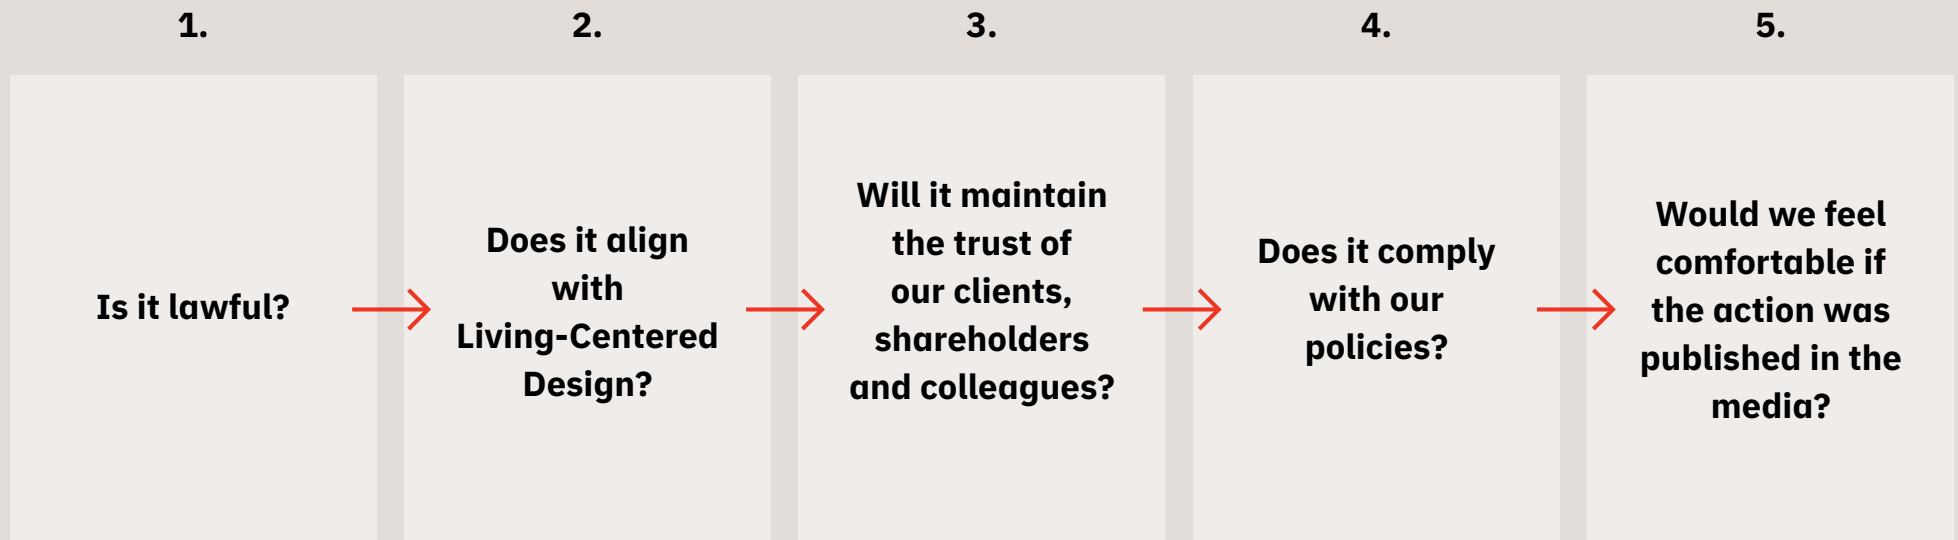 1.
Is it lawful?
2.
Does it align
with
Living-Centered
Design?
3.
Will it maintain
the trust of
our clients,
shareholders
and colleagues?
4.
Does it comply
with our
policies?
5.
Would we feel
comfortable if
the action was
published in the
media?